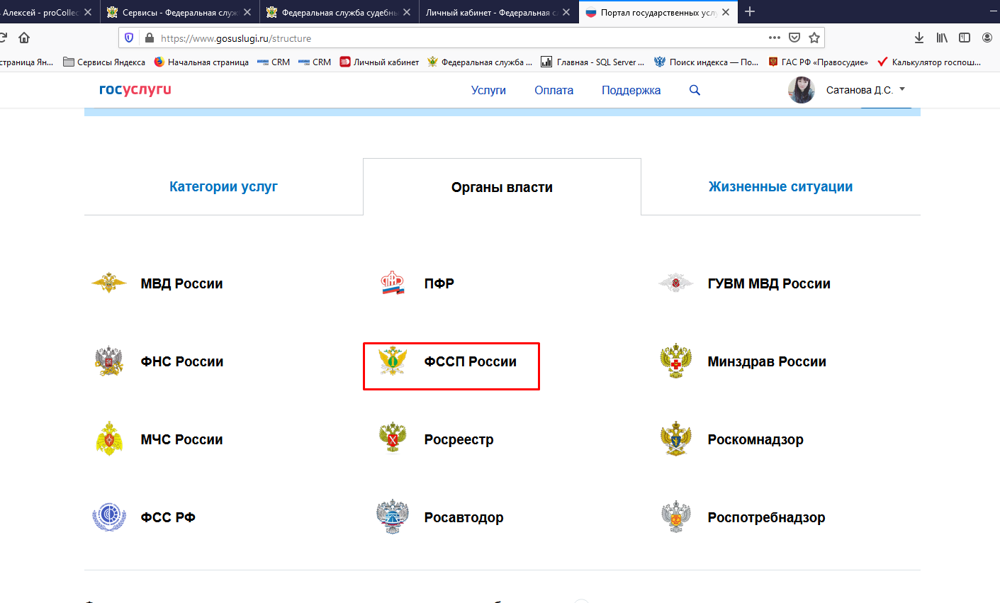 Алексей - proCollec
Сервисы - Федеральная служ
Федеральная служба судебны
Личный кабинет - Федеральная с
Портал государственных услу
https://www.gosuslugi.ru/structure
страница Ян...
Сервисы Яндекса
Начальная страница
CRM
CRM
Личный кабинет
Федеральная служба ...
Главная - SQL Server ...
Поиск индекса — По...
ГАС РФ «Правосудие»
Калькулятор госпош...
госуслуги
Услуги
Оплата
Поддержка
Сатанова Д.С.
Категории услуг
Органы власти
Жизненные ситуации
МВД России
ПФР
ГУВМ МВД России
ФНС России
ФССП России
Минздрав России
МЧС России
Росреестр
Роскомнадзор
ФСС РФ
Росавтодор
Роспотребнадзор